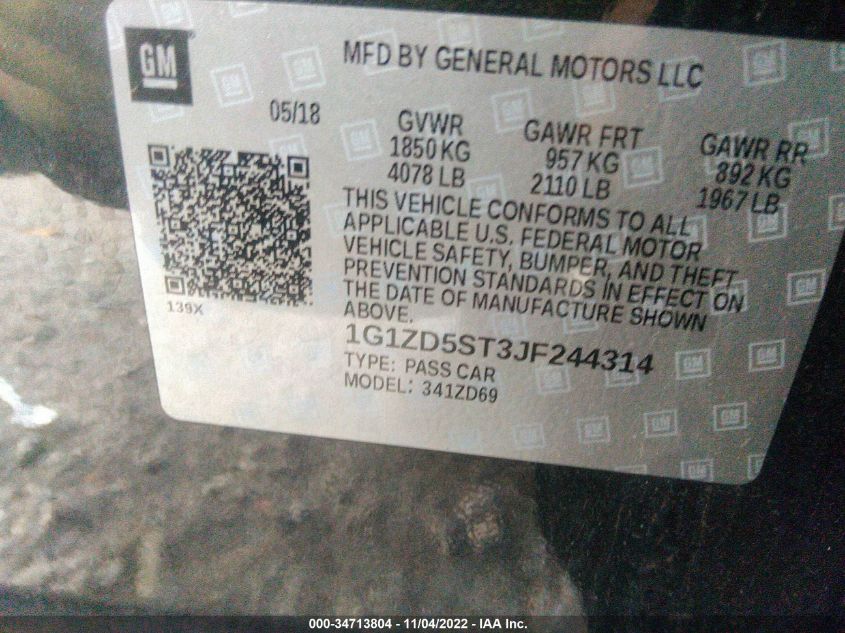 GM
MFD BY GENERAL MOTORS LLC
05/18
GVWR
1850 KG
4078 LB
GAWR FRT
957 KG
2110 LB
GAWR RR
892 KG
1967 LB
THIS VEHICLE CONFORMS TO ALL
APPLICABLE U.S. FEDERAL MOTOR
VEHICLE SAFETY, BUMPER, AND THEFT
PREVENTION STANDARDS IN EFFECT ON
THE DATE OF MANUFACTURE SHOWN
ABOVE.
139X
1G1ZD5ST3JF244314
TYPE: PASS CAR
MODEL: 341ZD69
000-34713804 - 11/04/2022 - IAA Inc.